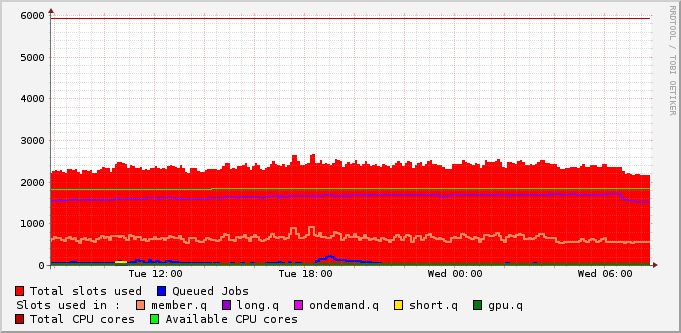 RRDTOOL / TOBI OETIKER
6000
5000
4000
3000
2000
1000
0
Tue 12:00 Tue 18:00 Wed 00:00 Wed 06:00
Total slots used Queued Jobs
Slots used in : member.q long.q ondemand.q short.q gpu.q
Total CPU cores Available CPU cores